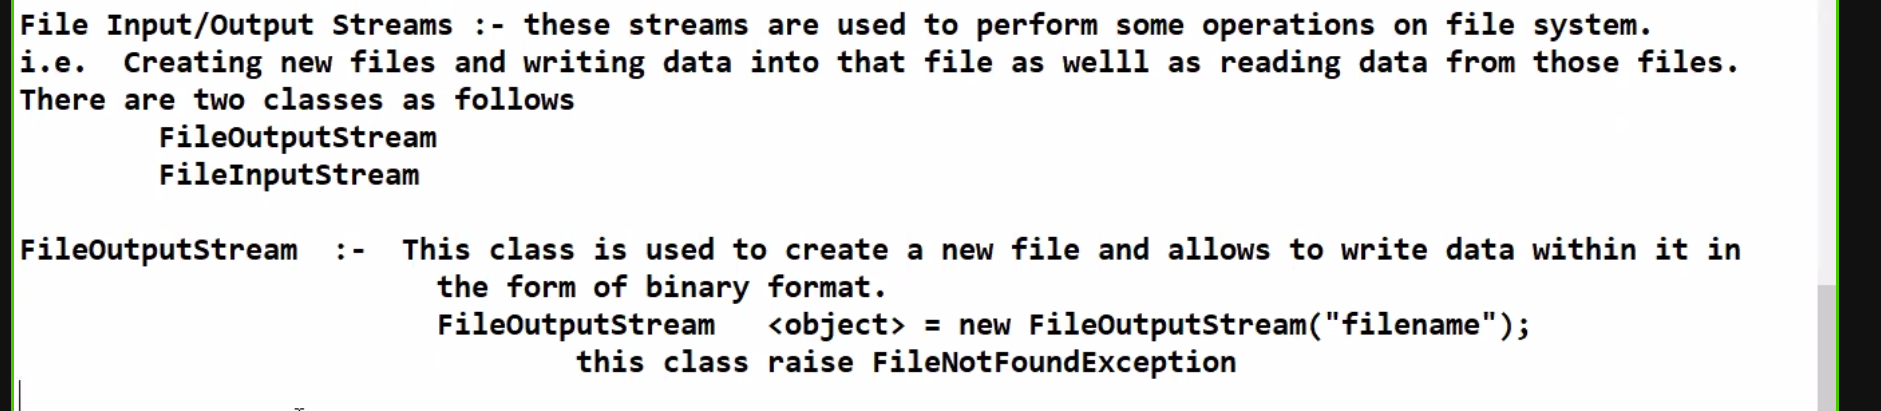 File Input/Output Streams :- these streams are used to perform some operations on file system.
i.e.  Creating new files and writing data into that file as welll as reading data from those files.
There are two classes as follows
        FileOutputStream
        FileInputStream

FileOutputStream  :-  This class is used to create a new file and allows to write data within it in
                        the form of binary format.
                        FileOutputStream   <object> = new FileOutputStream("filename");
                                this class raise FileNotFoundException